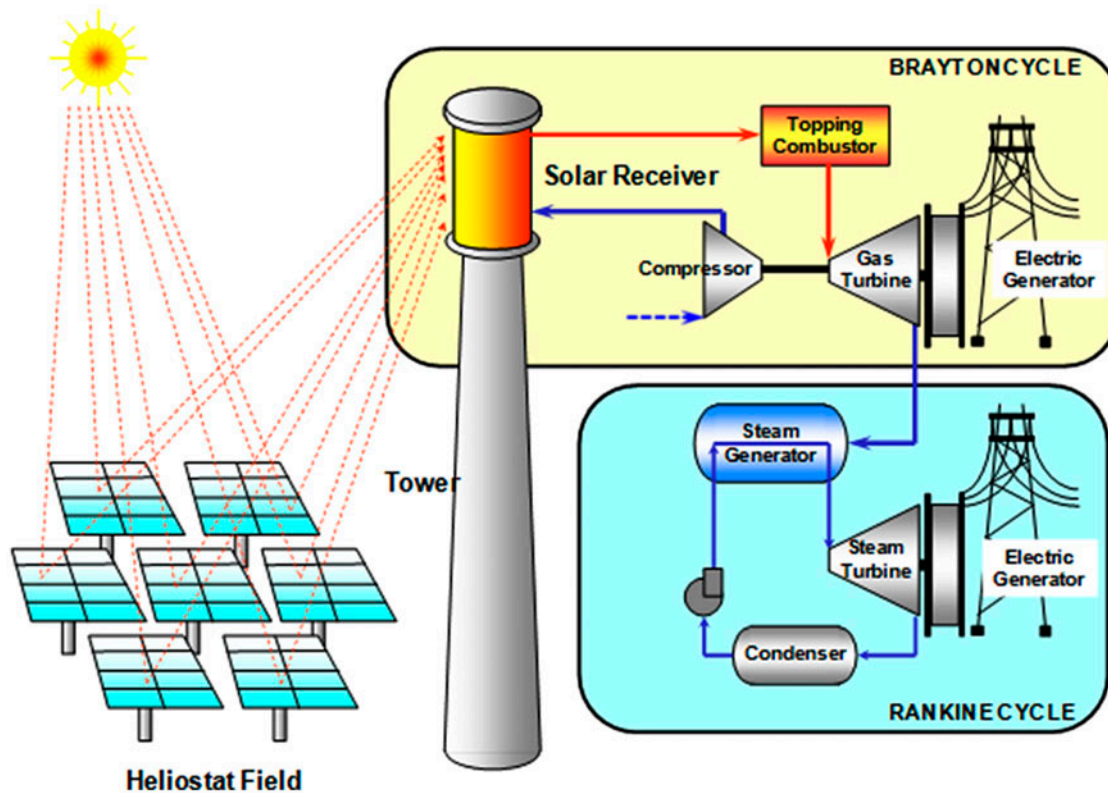 BRAYTONCYCLE
Topping
Combustor
Solar Receiver
Compressor
Gas
Turbine
Electric
Generator
Tower
Steam
Generator
Steam
Turbine
Electric
Generator
Condenser
RANKINECYCLE
Heliostat Field